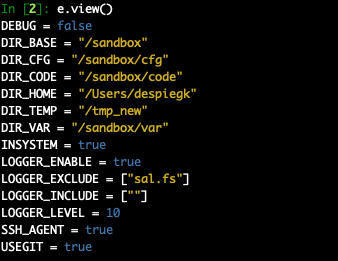 In [2]: e.view()
DEBUG = false
DIR_BASE = "/sandbox"
DIR_CFG = "/sandbox/cfg"
DIR_CODE = "/sandbox/code"
DIR_HOME = "/Users/despiegk"
DIR_TEMP = "/tmp_new"
DIR_VAR = "/sandbox/var"
INSYSTEM = true
LOGGER_ENABLE = true
LOGGER_EXCLUDE = ["sal.fs"]
LOGGER_INCLUDE = [""]
LOGGER_LEVEL = 10
SSH_AGENT = true
USEGIT = true